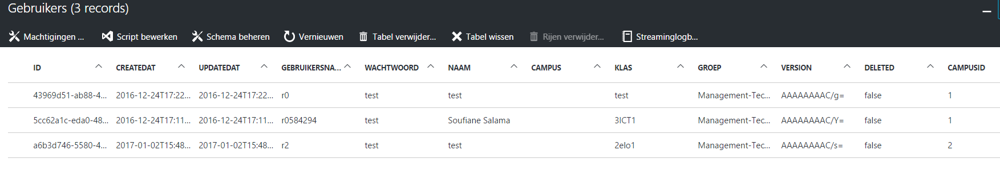 Gebruikers (3 records)
Machtigingen ... Script bewerken Schema beheren Vernieuwen Tabel verwijder... Tabel wissen Rijen verwijder... Streaminglogb...
ID CREATEDAT UPDATEDAT GEBRUIKERSNA... WACHTWOORD NAAM CAMPUS KLAS GROEP VERSION DELETED CAMPUSID
43969d51-ab88-4... 2016-12-24T17:22... 2016-12-24T17:22... r0 test test test Management-Tec... AAAAAAAAC/g= false 1
5cc62a1c-eda0-48... 2016-12-24T17:11... 2016-12-24T17:11... r0584294 test Soufiane Salama 3ICT1 Management-Tec... AAAAAAAAC/Y= false 1
a6b3d746-5580-4... 2017-01-02T15:48... 2017-01-02T15:48... r2 test test 2elo1 Management-Tec... AAAAAAAAC/s= false 2